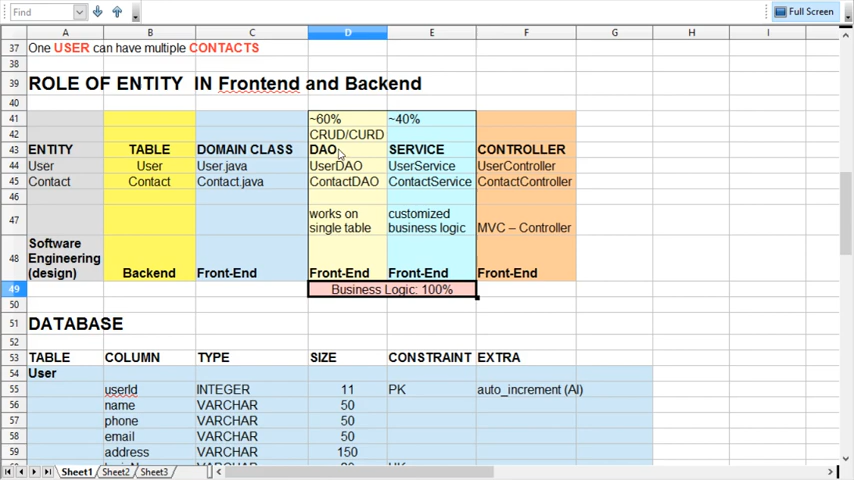 Find
Full Screen
A B C D E F G H I
37 One USER can have multiple CONTACTS
38
39 ROLE OF ENTITY IN Frontend and Backend
40
41 ~60% ~40%
42 CRUD/CURD
43 ENTITY TABLE DOMAIN CLASS DAO SERVICE CONTROLLER
44 User User User.java UserDAO UserService UserController
45 Contact Contact Contact.java ContactDAO ContactService ContactController
46
works on customized
47 single table business logic MVC – Controller
Software
Engineering
48 (design) Backend Front-End Front-End Front-End Front-End
49 Business Logic: 100%
50
51 DATABASE
52
53 TABLE COLUMN TYPE SIZE CONSTRAINT EXTRA
54 User
55 userId INTEGER 11 PK auto_increment (AI)
56 name VARCHAR 50
57 phone VARCHAR 50
58 email VARCHAR 50
59 address VARCHAR 150
Sheet1 Sheet2 Sheet3